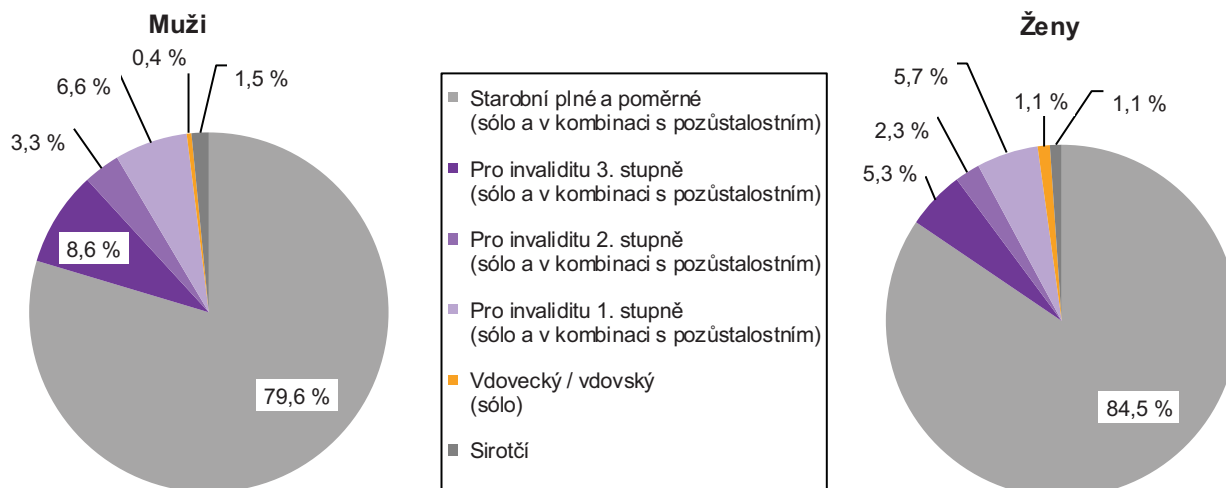 Muži
0,4 %
1,5 %
6,6 %
3,3 %
8,6 %
79,6 %
Starobní plné a poměrné
(sólo a v kombinaci s pozůstalostním)
Pro invaliditu 3. stupně
(sólo a v kombinaci s pozůstalostním)
Pro invaliditu 2. stupně
(sólo a v kombinaci s pozůstalostním)
Pro invaliditu 1. stupně
(sólo a v kombinaci s pozůstalostním)
Vdovecký / vdovský
(sólo)
Sirotčí
Ženy
5,7 %
1,1 %
1,1 %
2,3 %
5,3 %
84,5 %